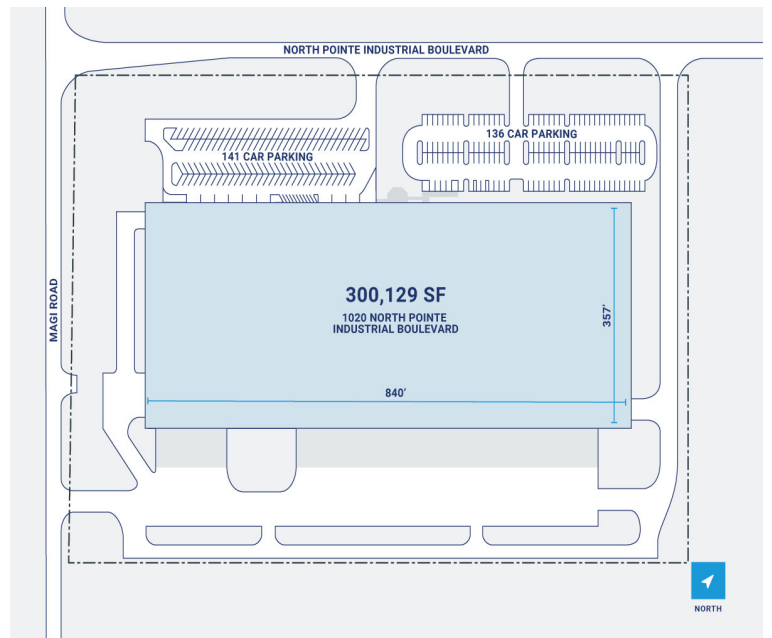 NORTH POINTE INDUSTRIAL BOULEVARD
136 CAR PARKING
141 CAR PARKING
MAGI ROAD
300,129 SF
1020 NORTH POINTE
INDUSTRIAL BOULEVARD
357'
840'
NORTH